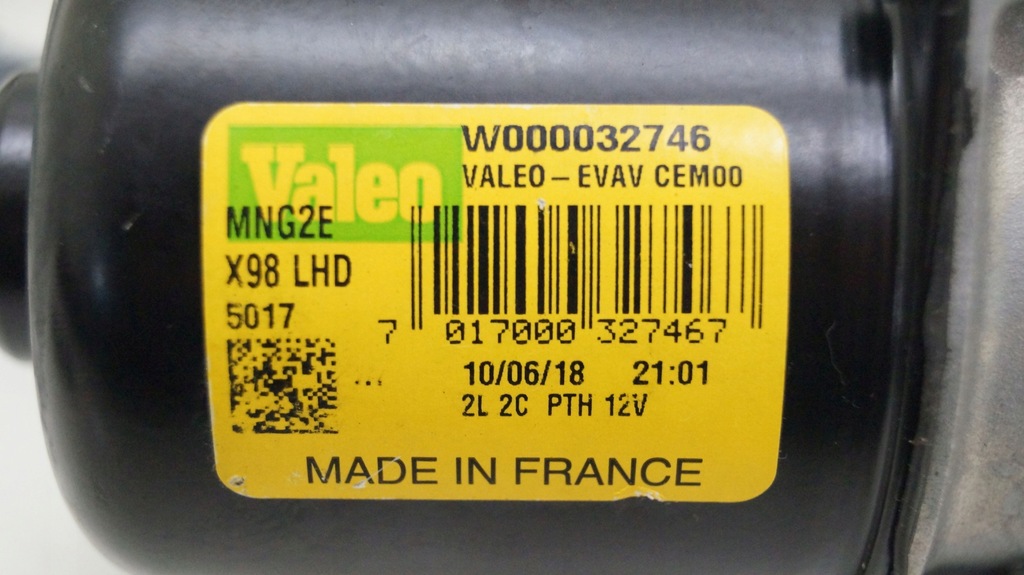 Valeo
W000032746
VALEO – EVAV CEM00
MNG2E
X98 LHD
5017
7 017000 327467
10/06/18 21:01
2L 2C PTH 12V
MADE IN FRANCE